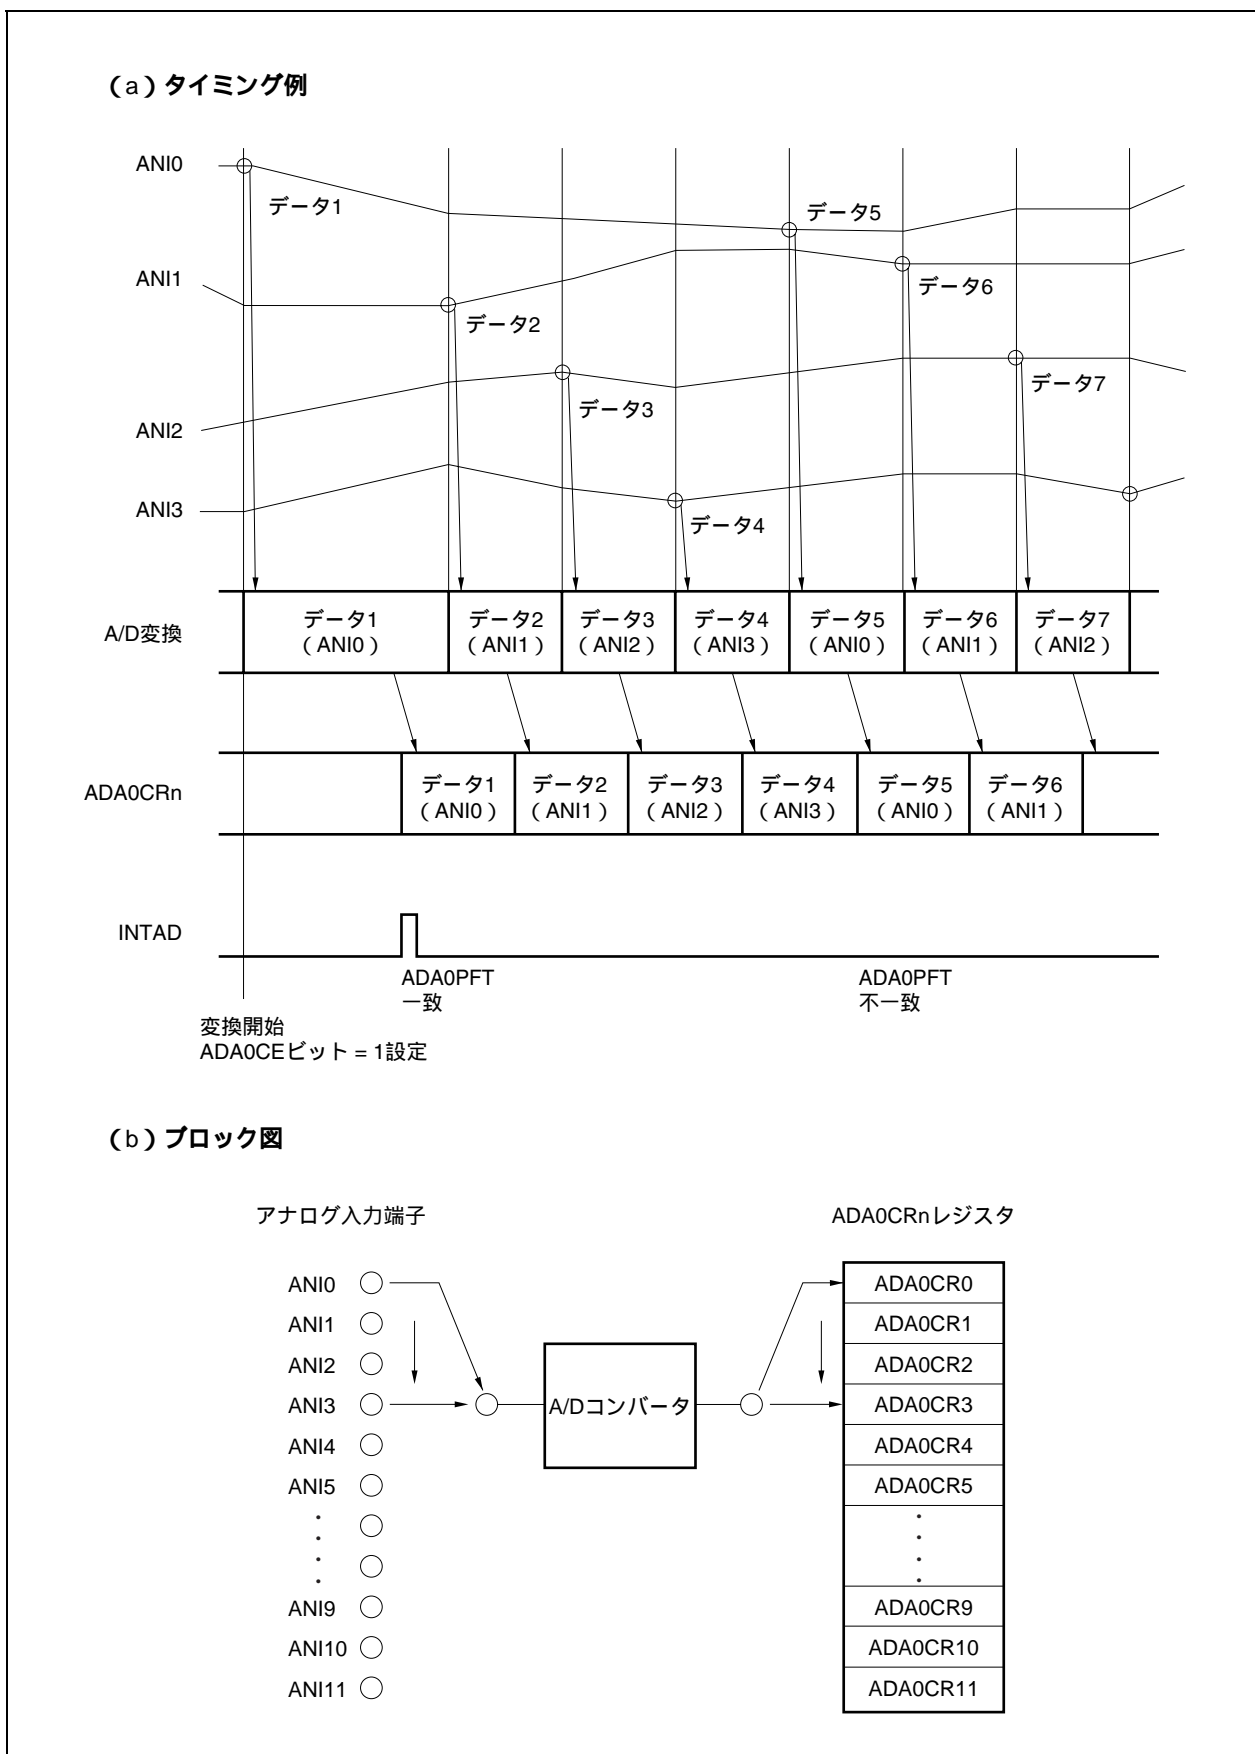 （a）タイミング例
ANI0
データ1
データ5
ANI1
データ6
データ2
データ7
データ3
ANI2
ANI3
データ4
A/D変換
データ1
（ANI0）
データ2
（ANI1）
データ3
（ANI2）
データ4
（ANI3）
データ5
（ANI0）
データ6
（ANI1）
データ7
（ANI2）
ADA0CRn
データ1
（ANI0）
データ2
（ANI1）
データ3
（ANI2）
データ4
（ANI3）
データ5
（ANI0）
データ6
（ANI1）
INTAD
ADA0PFT
一致
ADA0PFT
不一致
変換開始
ADA0CEビット = 1設定
（b）ブロック図
アナログ入力端子
ADA0CRnレジスタ
ANI0
ANI1
ANI2
ANI3
ANI4
ANI5
ANI9
ANI10
ANI11
A/Dコンバータ
ADA0CR0
ADA0CR1
ADA0CR2
ADA0CR3
ADA0CR4
ADA0CR5
ADA0CR9
ADA0CR10
ADA0CR11